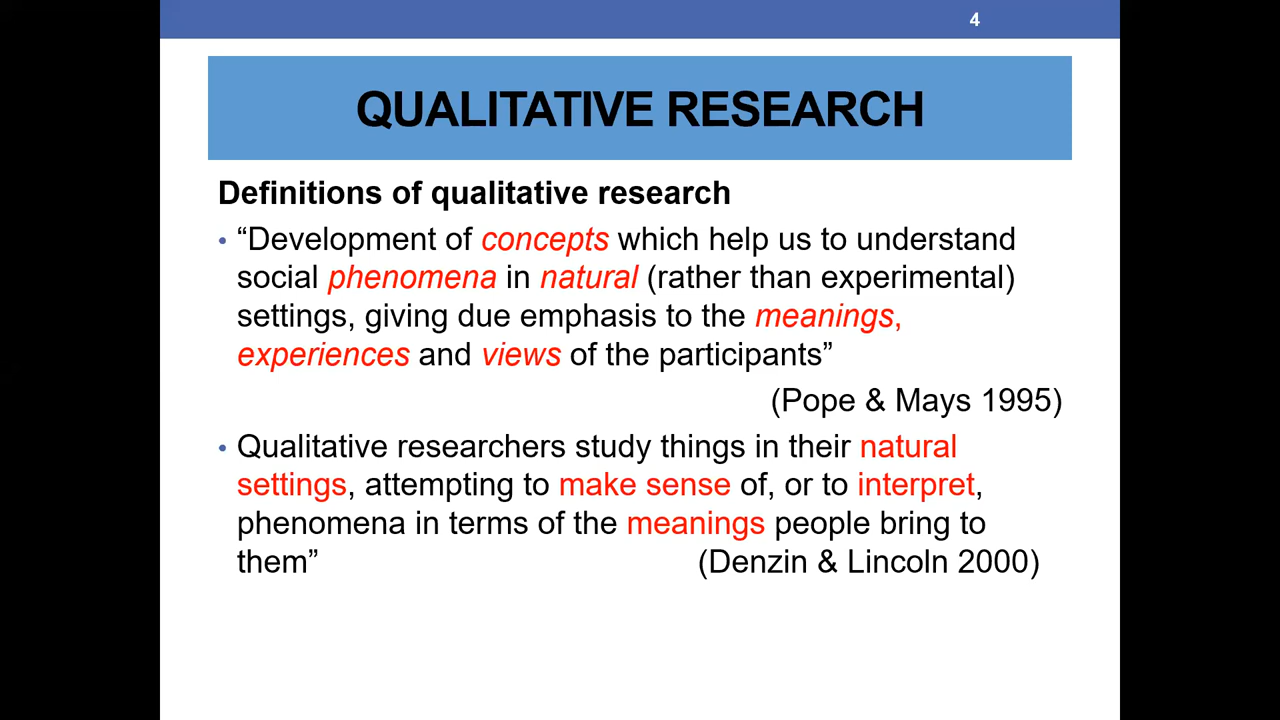 4
QUALITATIVE RESEARCH
Definitions of qualitative research
• “Development of concepts which help us to understand
social phenomena in natural (rather than experimental)
settings, giving due emphasis to the meanings,
experiences and views of the participants”
(Pope & Mays 1995)
• Qualitative researchers study things in their natural
settings, attempting to make sense of, or to interpret,
phenomena in terms of the meanings people bring to
them” (Denzin & Lincoln 2000)